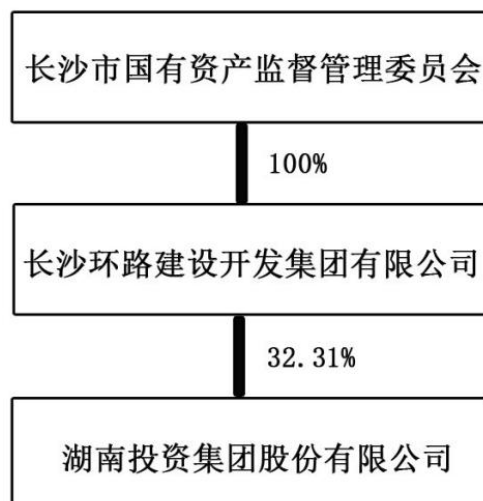 长沙市国有资产监督管理委员会
100%
长沙环路建设开发集团有限公司
32.31%
湖南投资集团股份有限公司